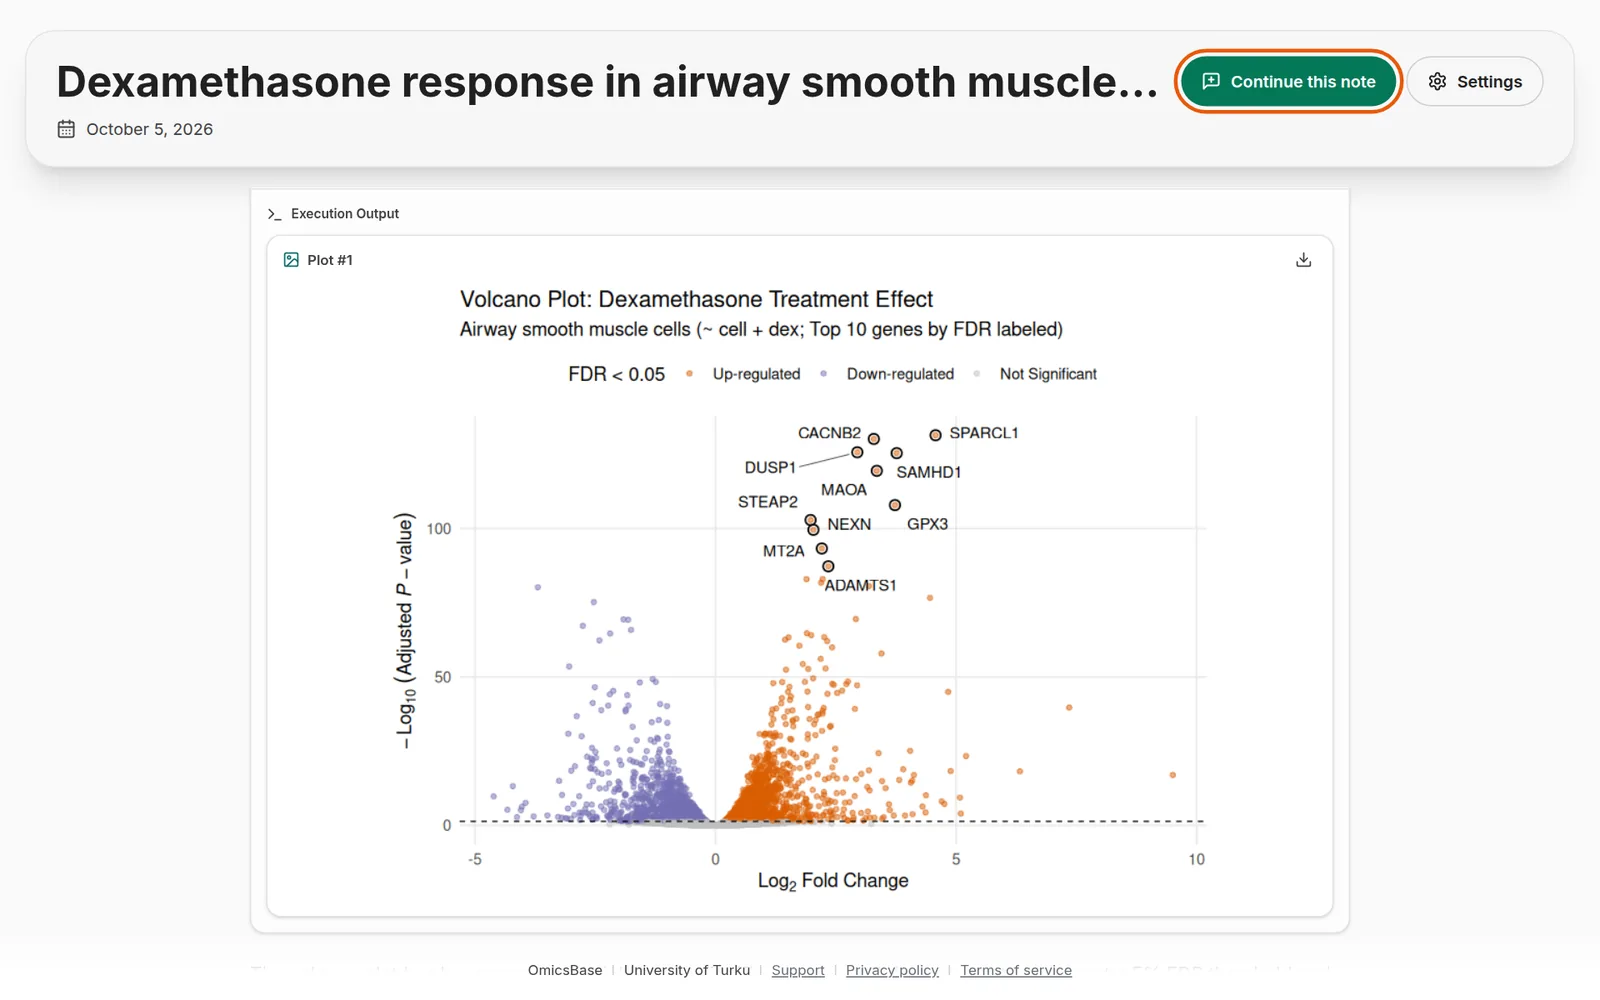 Dexamethasone response in airway smooth muscle...
Continue this note
Settings
October 5, 2026
Execution Output
Plot #1
Volcano Plot: Dexamethasone Treatment Effect
Airway smooth muscle cells (~ cell + dex; Top 10 genes by FDR labeled)
FDR < 0.05 Up-regulated Down-regulated Not Significant
CACNB2
SPARCL1
DUSP1
SAMHD1
MAOA
STEAP2
NEXN
GPX3
MT2A
ADAMTS1
−Log₁₀ (Adjusted P − value)
100
50
0
-5 0 5 10
Log₂ Fold Change
OmicsBase | University of Turku | Support | Privacy policy | Terms of service